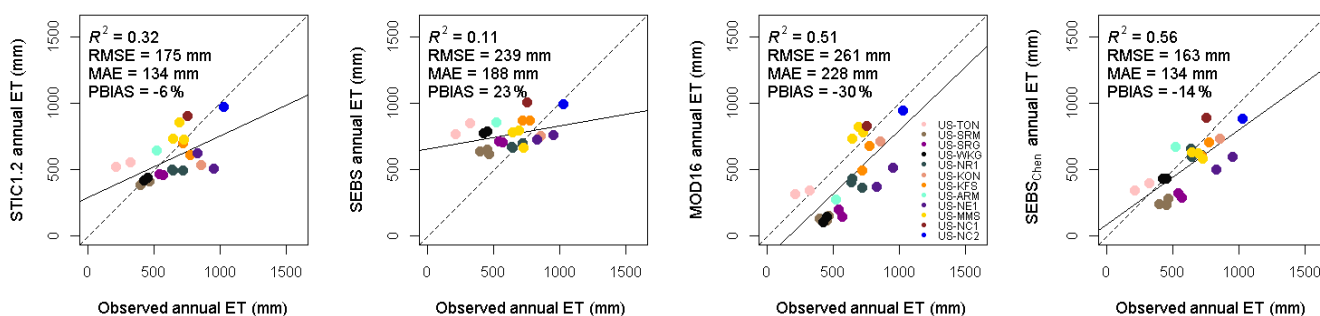 R² = 0.32
RMSE = 175 mm
MAE = 134 mm
PBIAS = -6%
STIC1.2 annual ET (mm)
0 500 1000 1500
0 500 1000 1500
Observed annual ET (mm)
R² = 0.11
RMSE = 239 mm
MAE = 188 mm
PBIAS = 23%
SEBS annual ET (mm)
0 500 1000 1500
0 500 1000 1500
Observed annual ET (mm)
R² = 0.51
RMSE = 261 mm
MAE = 228 mm
PBIAS = -30%
MOD16 annual ET (mm)
0 500 1000 1500
US-TON
US-SRM
US-SRG
US-WKG
US-NR1
US-KON
US-KFS
US-ARM
US-NE1
US-MMS
US-NC1
US-NC2
0 500 1000 1500
Observed annual ET (mm)
R² = 0.56
RMSE = 163 mm
MAE = 134 mm
PBIAS = -14%
SEBS_Chen annual ET (mm)
0 500 1000 1500
0 500 1000 1500
Observed annual ET (mm)